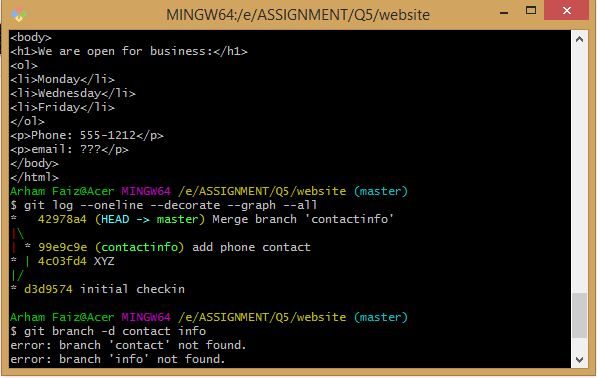 MINGW64:/e/ASSIGNMENT/Q5/website
<body>
<h1>We are open for business:</h1>
<ol>
<li>Monday</li>
<li>Wednesday</li>
<li>Friday</li>
</ol>
<p>Phone: 555-1212</p>
<p>email: ???</p>
</body>
</html>
Arham Faiz@Acer MINGW64 /e/ASSIGNMENT/Q5/website (master)
$ git log --oneline --decorate --graph --all
*   42978a4 (HEAD -> master) Merge branch 'contactinfo'
|\
| * 99e9c9e (contactinfo) add phone contact
* | 4c03fd4 XYZ
|/
* d3d9574 initial checkin
Arham Faiz@Acer MINGW64 /e/ASSIGNMENT/Q5/website (master)
$ git branch -d contact info
error: branch 'contact' not found.
error: branch 'info' not found.